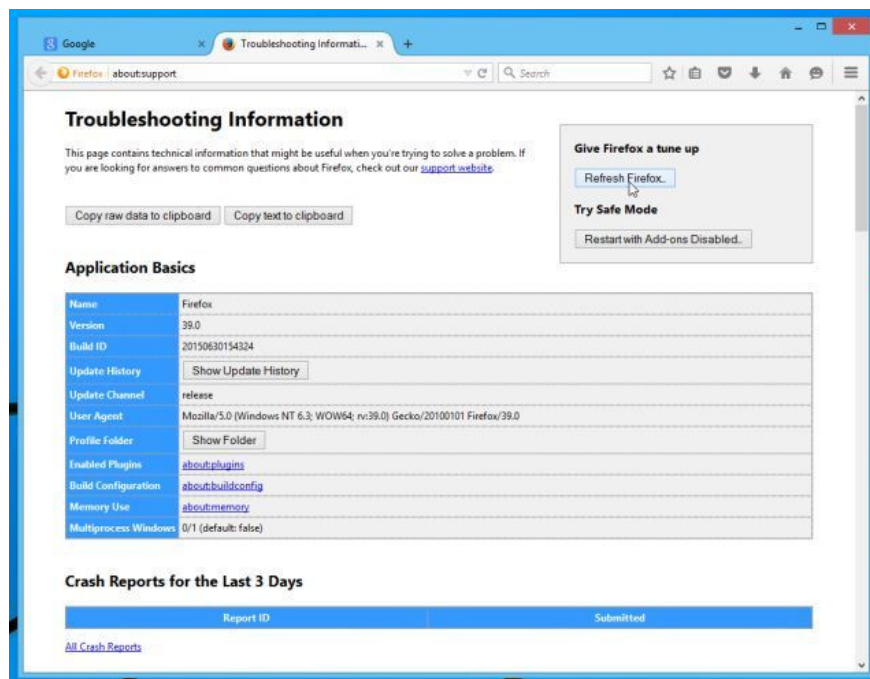 Google
Troubleshooting Informati...
Firefox about:support
Search
Troubleshooting Information
This page contains technical information that might be useful when you're trying to solve a problem. If
you are looking for answers to common questions about Firefox, check out our support website.
Copy raw data to clipboard Copy text to clipboard
Give Firefox a tune up
Refresh Firefox..
Try Safe Mode
Restart with Add-ons Disabled..
Application Basics
Name Firefox
Version 39.0
Build ID 20150630154324
Update History Show Update History
Update Channel release
User Agent Mozilla/5.0 (Windows NT 6.3; WOW64; rv:39.0) Gecko/20100101 Firefox/39.0
Profile Folder Show Folder
Enabled Plugins about:plugins
Build Configuration about:buildconfig
Memory Use about:memory
Multiprocess Windows 0/1 (default: false)
Crash Reports for the Last 3 Days
Report ID Submitted
All Crash Reports